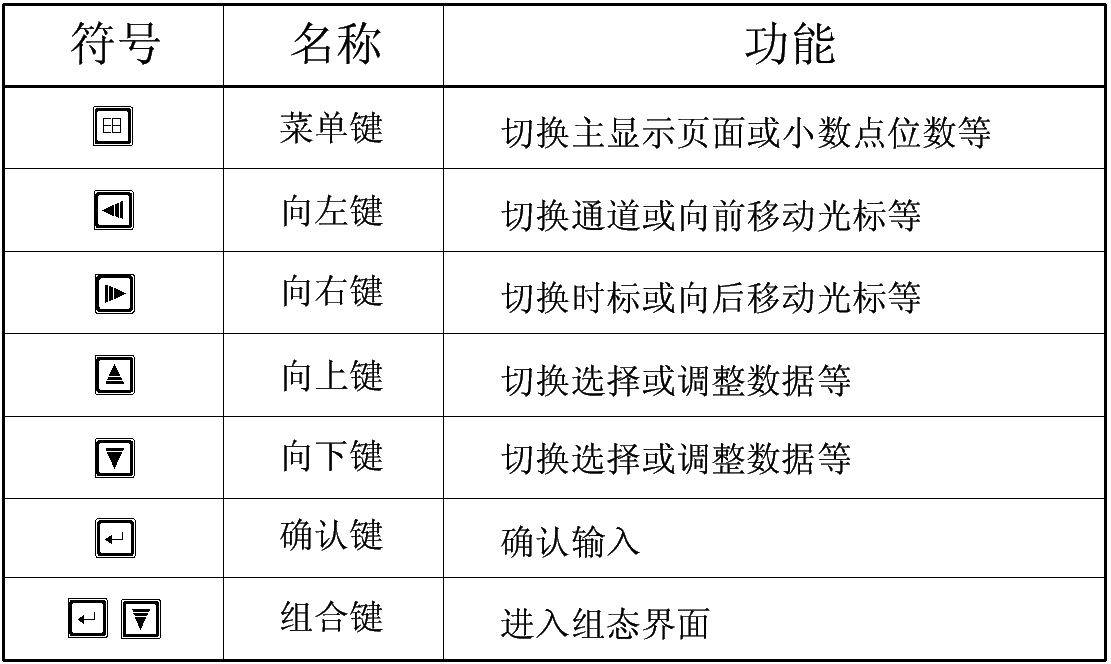 符号 名称 功能
菜单键 切换主显示页面或小数点位数等
向左键 切换通道或向前移动光标等
向右键 切换时标或向后移动光标等
向上键 切换选择或调整数据等
向下键 切换选择或调整数据等
确认键 确认输入
组合键 进入组态界面